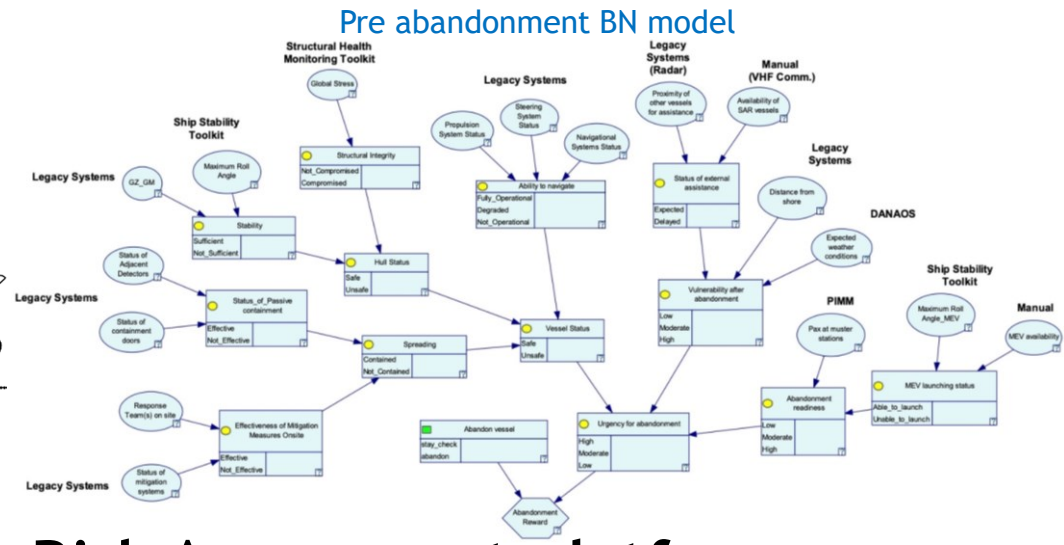 Pre abandonment BN model
Structural Health
Monitoring Toolkit
Global Stress
Legacy Systems
Legacy
Systems
(Radar)
Manual
(VHF Comm.)
Propulsion
System Status
Steering
System
Status
Navigational
Systems Status
Proximity of
other vessels
for assistance
Availability of
SAR vessels
Ship Stability
Toolkit
Legacy Systems
GZ_GM
Maximum Roll
Angle
Structural Integrity
Not_Compromised
Compromised
Ability to navigate
Fully_Operational
Degraded
Not_Operational
Status of external
assistance
Expected
Delayed
Legacy
Systems
Distance from
shore
DANAOS
Expected
weather
conditions
Stability
Sufficient
Not_Sufficient
Hull Status
Safe
Unsafe
Status of
Adjacent
Detectors
Legacy Systems
Status of
containment
doors
Status_of_Passive
containment
Effective
Not_Effective
Spreading
Contained
Not_Contained
Vessel Status
Safe
Unsafe
Vulnerability after
abandonment
Low
Moderate
High
PIMM
Pax at muster
stations
Ship Stability
Toolkit
Maximum Roll
Angle_MEV
Manual
MEV availability
MEV launching status
Able_to_launch
Unable_to_launch
Abandonment
readiness
Low
Moderate
High
Response
Team(s) on site
Effectiveness of Mitigation
Measures Onsite
Effective
Not_Effective
Legacy Systems
Status of
mitigation
systems
Abandon vessel
stay_check
abandon
Urgency for abandonment
High
Moderate
Low
Abandonment
Reward